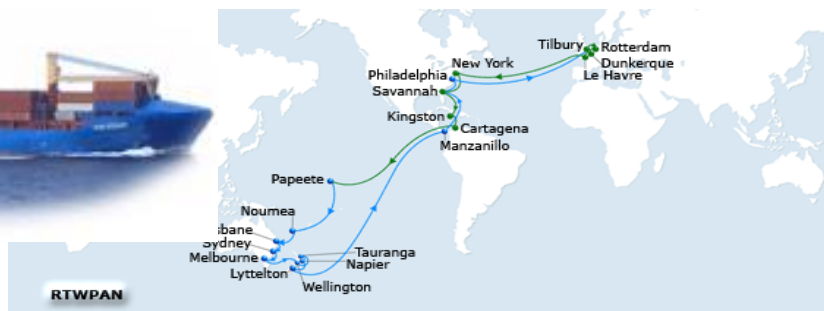 Tilbury
Rotterdam
Dunkerque
Le Havre
New York
Philadelphia
Savannah
Kingston
Cartagena
Manzanillo
Papeete
Noumea
sbane
Sydney
Melbourne
Lyttelton
Tauranga
Napier
Wellington
RTWPAN